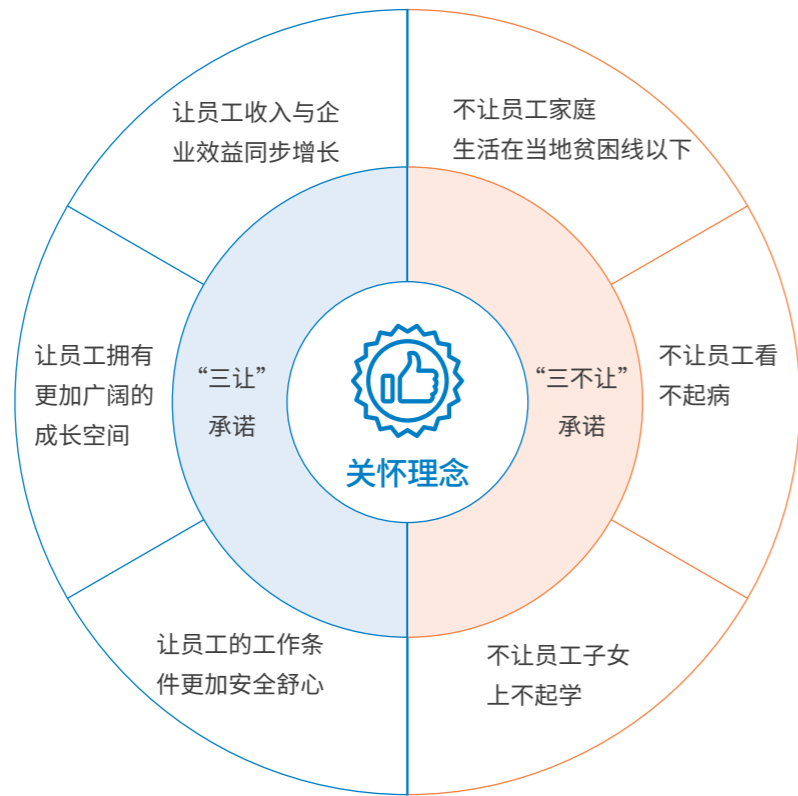 让员工收入与企
业效益同步增长
不让员工家庭
生活在当地贫困线以下
让员工拥有
更加广阔的
成长空间
“三让”
承诺
关怀理念
“三不让”
承诺
不让员工看
不起病
让员工的工作条
件更加安全舒心
不让员工子女
上不起学